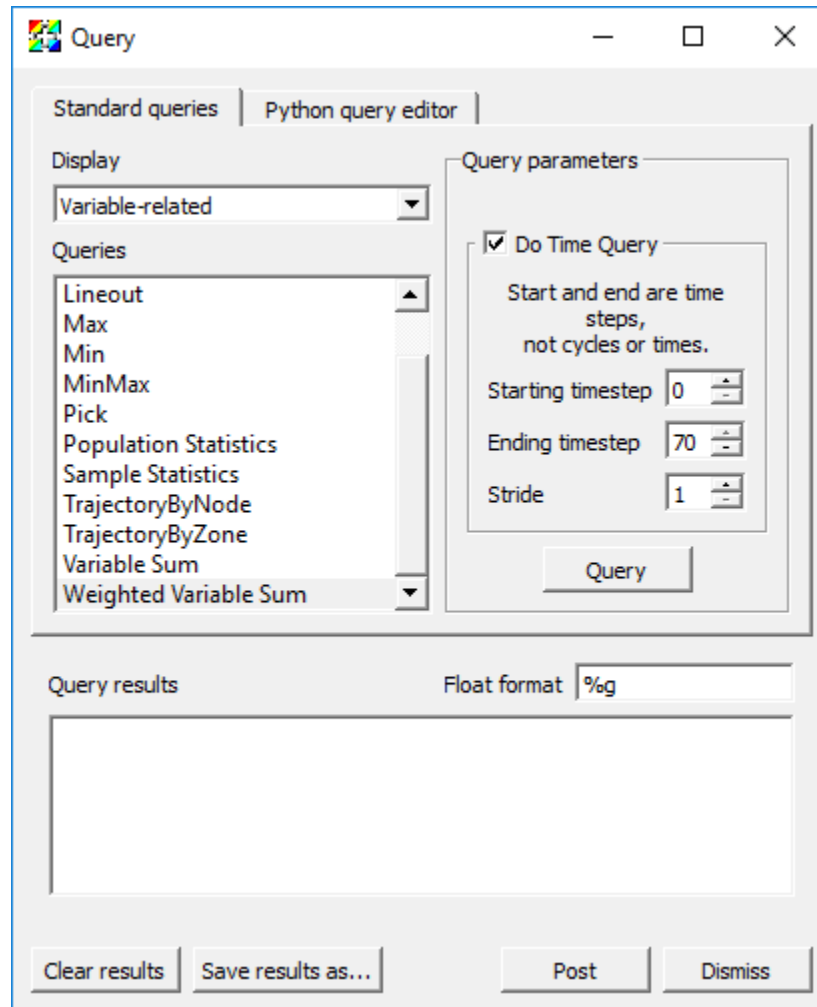 Query
Standard queries
Python query editor
Display
Variable-related
Queries
Lineout
Max
Min
MinMax
Pick
Population Statistics
Sample Statistics
TrajectoryByNode
TrajectoryByZone
Variable Sum
Weighted Variable Sum
Query parameters
Do Time Query
Start and end are time
steps,
not cycles or times.
Starting timestep 0
Ending timestep 70
Stride 1
Query
Query results
Float format %g
Clear results
Save results as...
Post
Dismiss